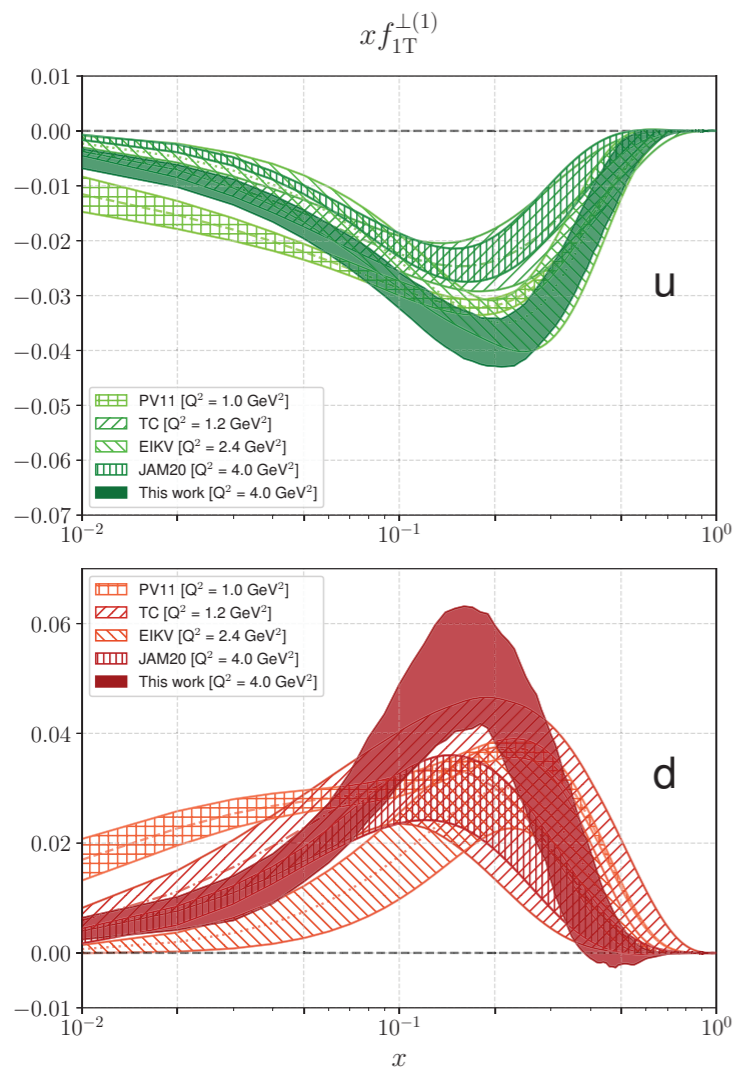 xf_{1T}^{⊥(1)}
0.01
0.00
−0.01
−0.02
−0.03
−0.04
−0.05
−0.06
−0.07
u
PV11 [Q² = 1.0 GeV²]
TC [Q² = 1.2 GeV²]
EIKV [Q² = 2.4 GeV²]
JAM20 [Q² = 4.0 GeV²]
This work [Q² = 4.0 GeV²]
10⁻² 10⁻¹ 10⁰
PV11 [Q² = 1.0 GeV²]
TC [Q² = 1.2 GeV²]
EIKV [Q² = 2.4 GeV²]
JAM20 [Q² = 4.0 GeV²]
This work [Q² = 4.0 GeV²]
0.06
0.04
0.02
0.00
−0.01
d
10⁻² 10⁻¹ 10⁰
x